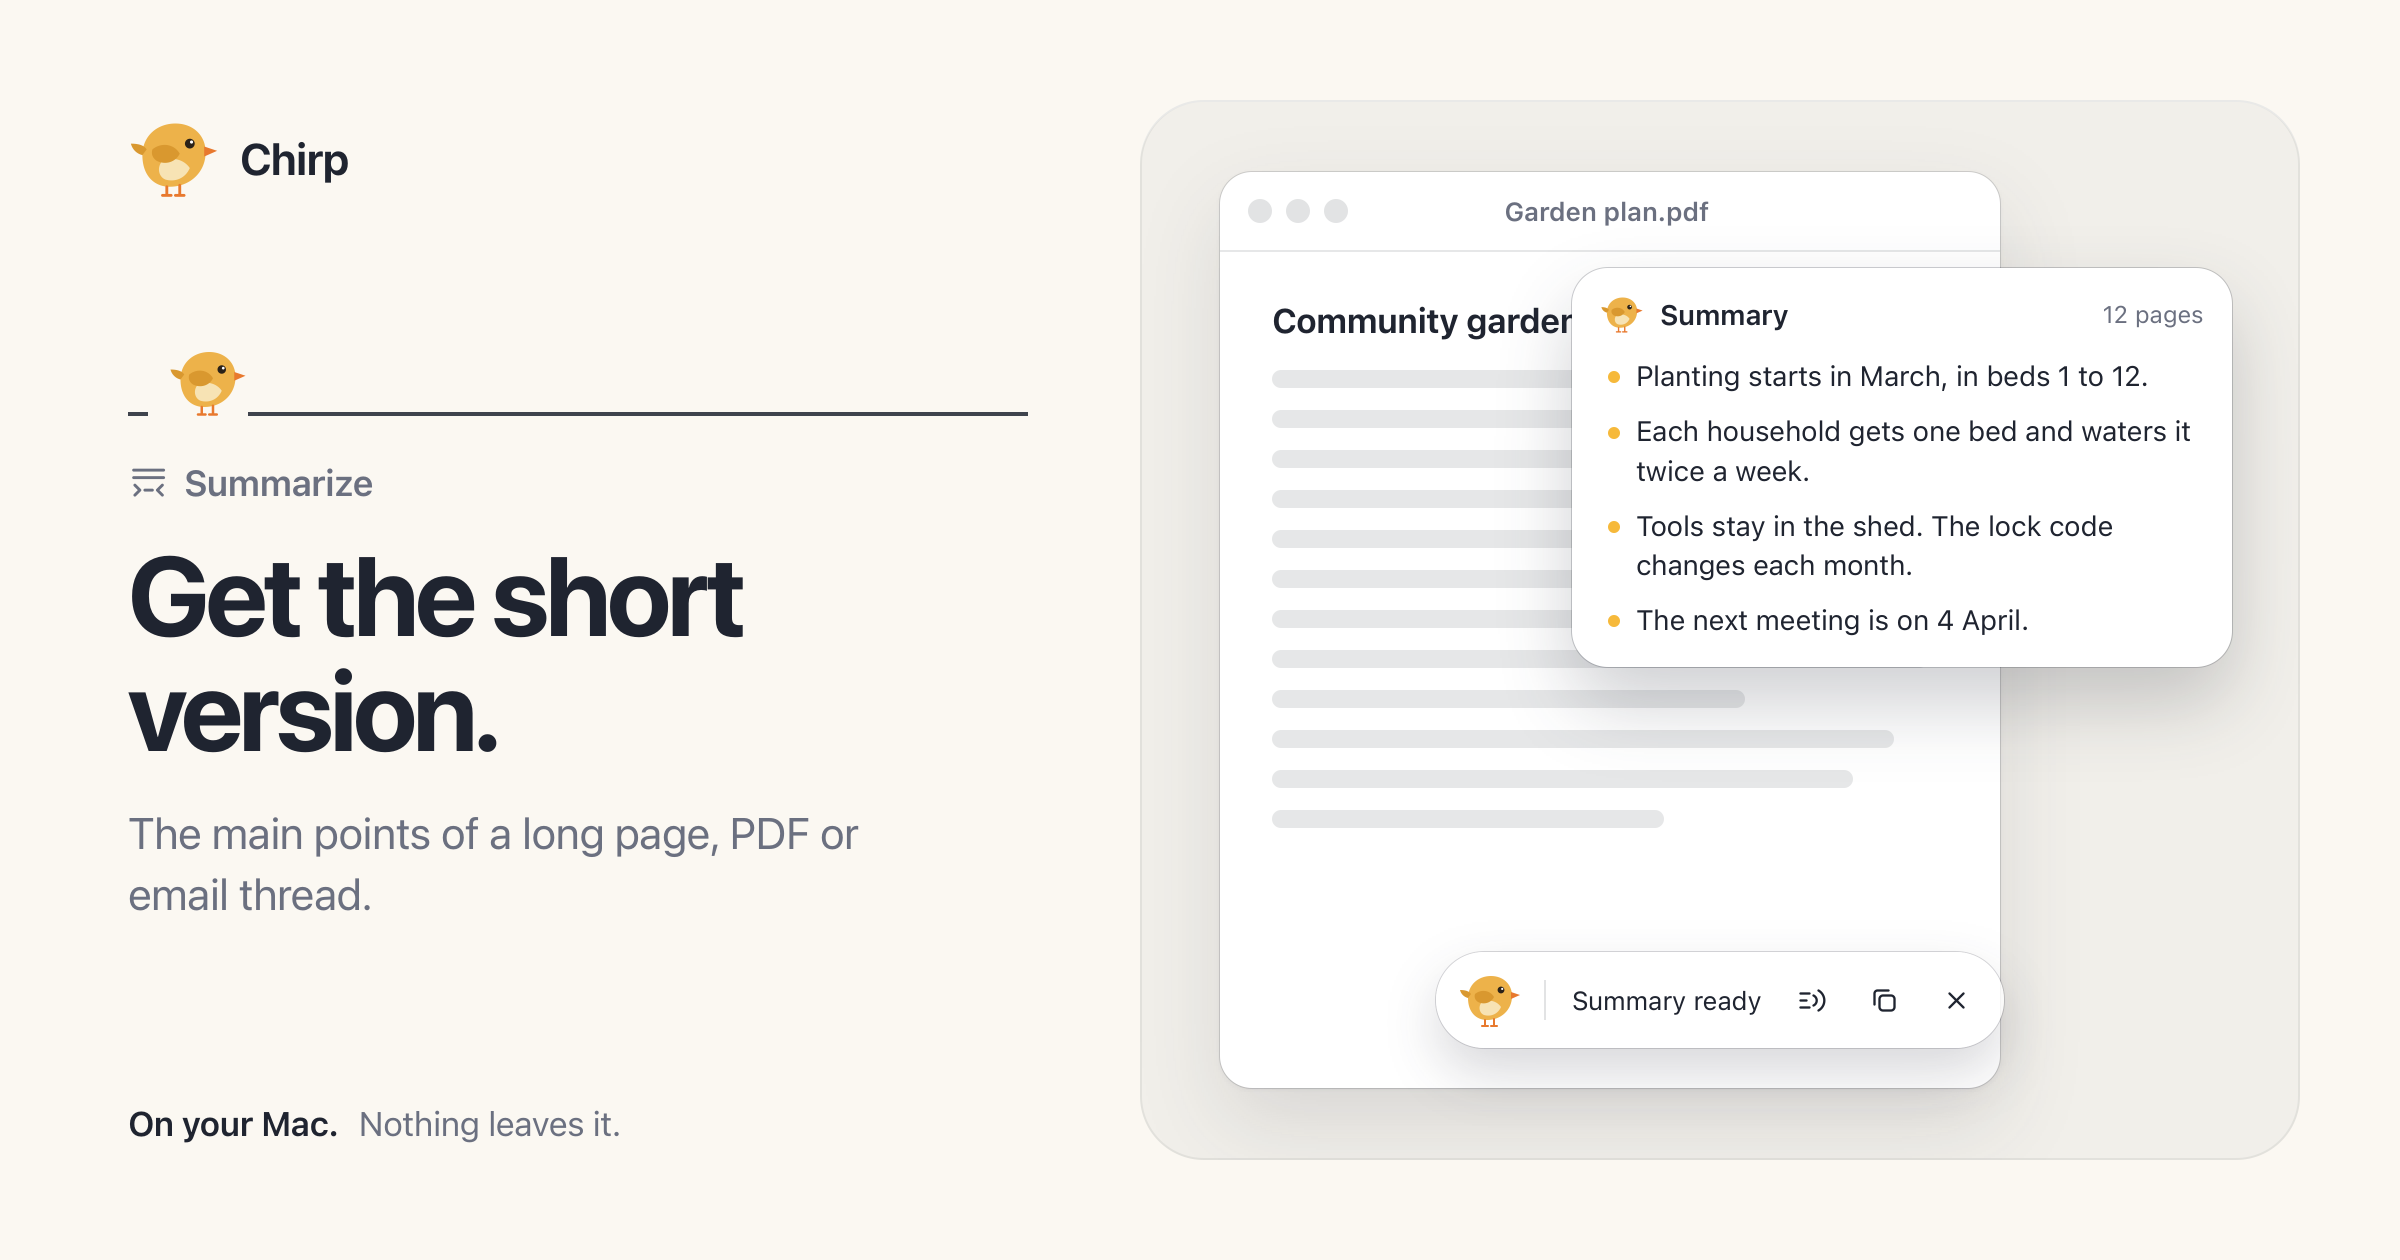 Chirp
Summarize
Get the short
version.
The main points of a long page, PDF or
email thread.
On your Mac. Nothing leaves it.
Garden plan.pdf
Community garden
Summary
12 pages
Planting starts in March, in beds 1 to 12.
Each household gets one bed and waters it
twice a week.
Tools stay in the shed. The lock code
changes each month.
The next meeting is on 4 April.
Summary ready